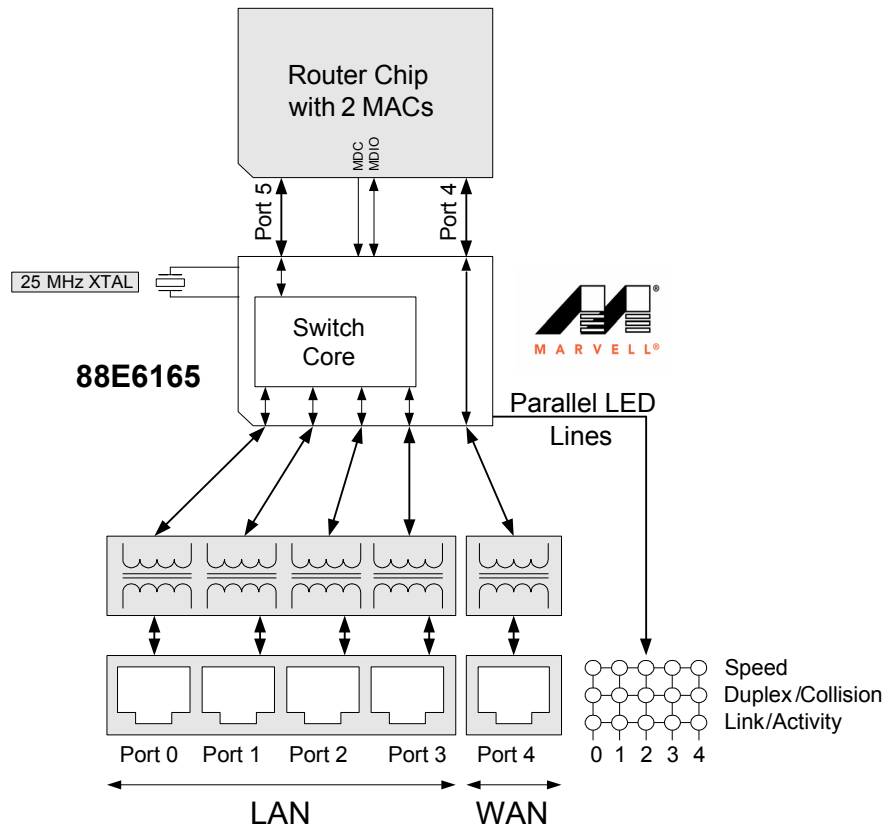 Router Chip
with 2 MACs
MDC
MDIO
Port 5
Port 4
25 MHz XTAL
Switch
Core
88E6165
MARVELL®
®
Parallel LED
Lines
Speed
Duplex/Collision
Link/Activity
0 1 2 3 4
Port 0 Port 1 Port 2 Port 3 Port 4
LAN WAN